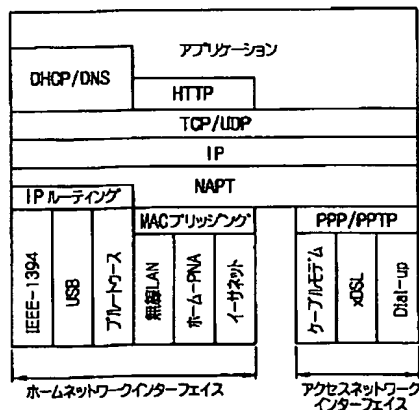 アプリケーション
DHCP/DNS
HTTP
TCP/UDP
IP
NAPT
IPルーティング
MACブリッジング
PPP/PPTP
IEEE-1394
USB
ブルートゥース
無線LAN
ホームPNA
イーサネット
ケーブルモデム
xDSL
Dial-up
ホームネットワークインターフェイス
アクセスネットワーク
インターフェイス